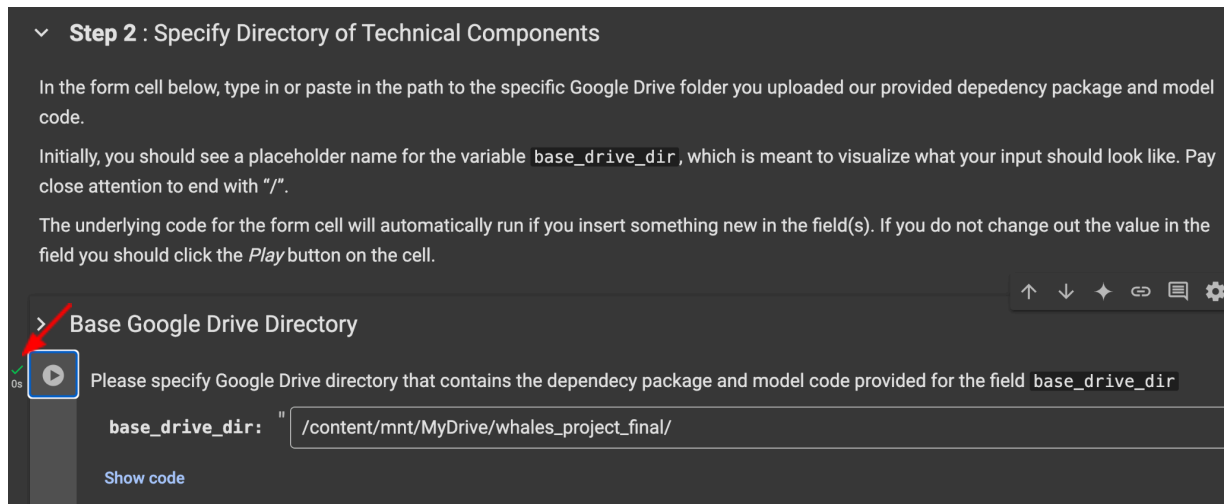 Step 2 : Specify Directory of Technical Components
In the form cell below, type in or paste in the path to the specific Google Drive folder you uploaded our provided depedency package and model
code.
Initially, you should see a placeholder name for the variable base_drive_dir, which is meant to visualize what your input should look like. Pay
close attention to end with “/”.
The underlying code for the form cell will automatically run if you insert something new in the field(s). If you do not change out the value in the
field you should click the Play button on the cell.
Base Google Drive Directory
0s
Please specify Google Drive directory that contains the dependecy package and model code provided for the field base_drive_dir
base_drive_dir: " /content/mnt/MyDrive/whales_project_final/
Show code